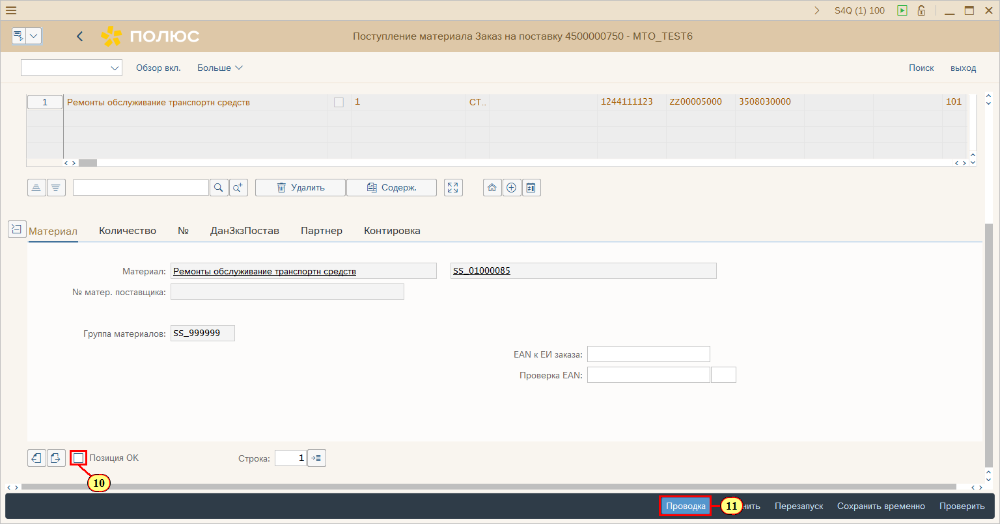 S4Q (1) 100
ПОЛЮС
Поступление материала Заказ на поставку 4500000750 - MTO_TEST6
Обзор вкл. Больше Поиск выход
1 Ремонты обслуживание транспортн средств 1 СТ... 1244111123 ZZ00005000 3508030000 101
Удалить Содерж.
Материал Количество № ДанЗкзПостав Партнер Контировка
Материал: Ремонты обслуживание транспортн средств SS_01000085
№ матер. поставщика:
Группа материалов: SS_999999
EAN к ЕИ заказа:
Проверка EAN:
Позиция OK Строка: 1
10
Проводка 11 нить Перезапуск Сохранить временно Проверить